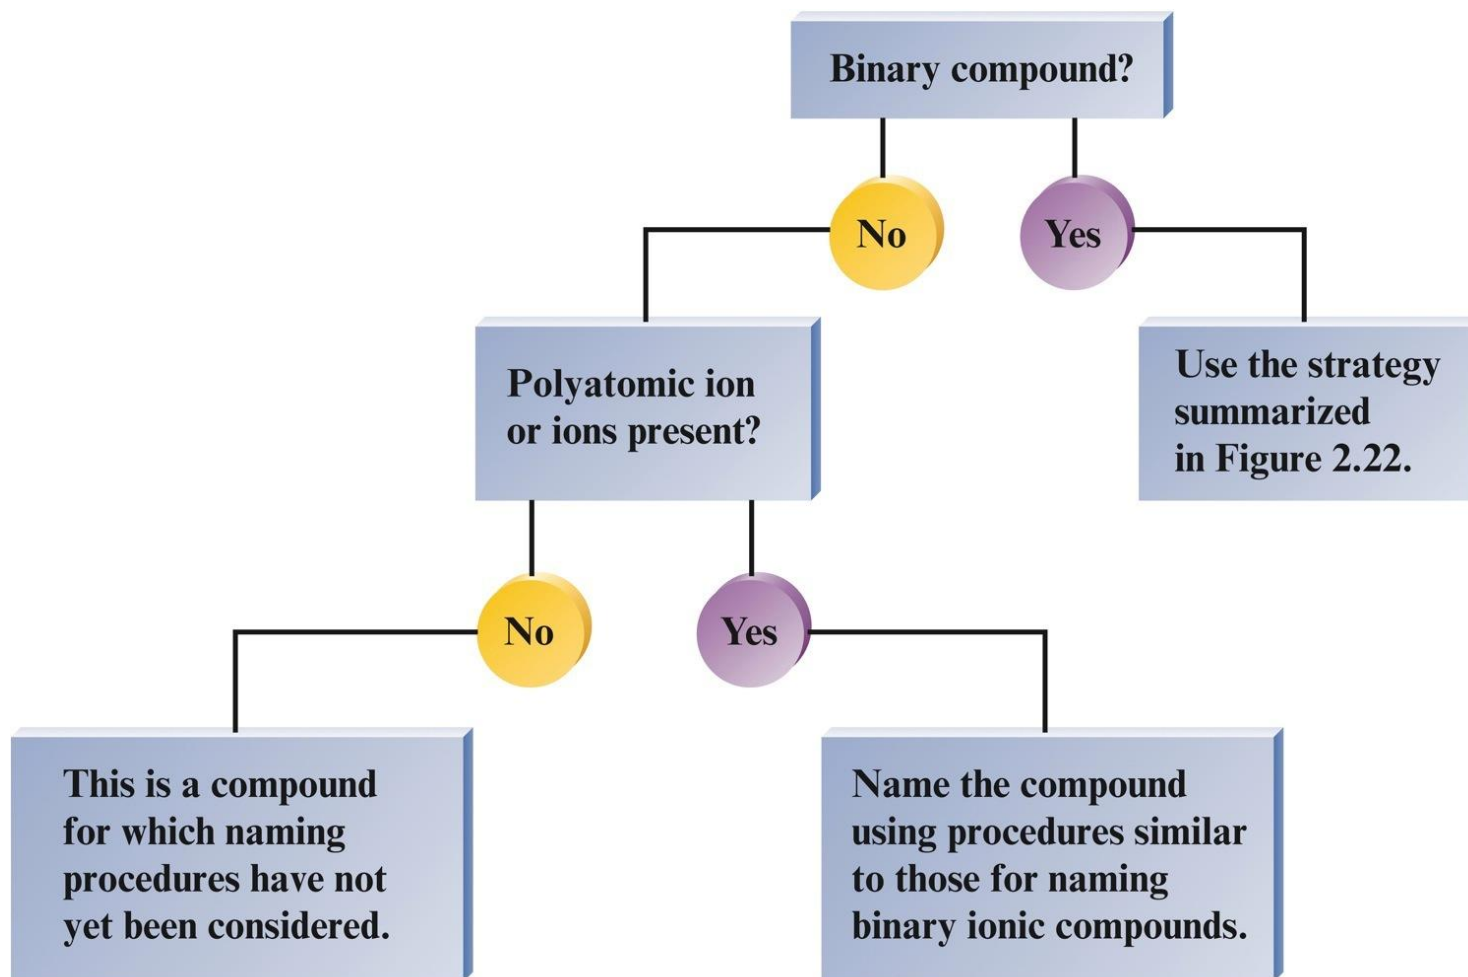 Binary compound?
No
Yes
Polyatomic ion
or ions present?
Use the strategy
summarized
in Figure 2.22.
No
Yes
This is a compound
for which naming
procedures have not
yet been considered.
Name the compound
using procedures similar
to those for naming
binary ionic compounds.